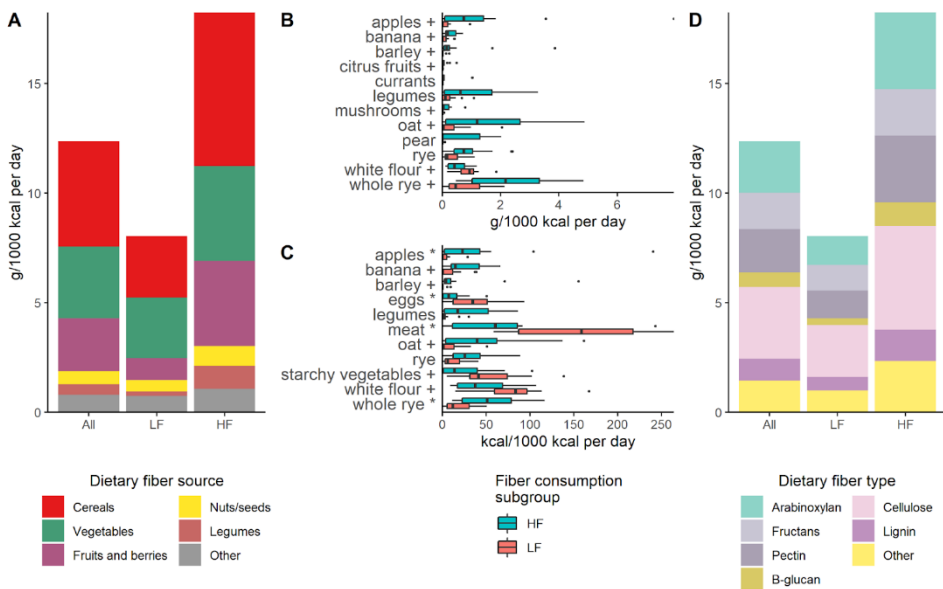 A
g/1000 kcal per day
15
10
5
0
All LF HF
Dietary fiber source
Cereals
Vegetables
Fruits and berries
Nuts/seeds
Legumes
Other
B
apples +
banana +
barley +
citrus fruits +
currants
legumes
mushrooms +
oat +
pear
rye
white flour +
whole rye +
0 2 4 6
g/1000 kcal per day
C
apples *
banana +
barley +
eggs *
legumes
meat *
oat +
rye
starchy vegetables +
white flour +
whole rye *
0 50 100 150 200 250
kcal/1000 kcal per day
Fiber consumption
subgroup
HF
LF
D
g/1000 kcal per day
15
10
5
0
All LF HF
Dietary fiber type
Arabinoxylan
Fructans
Pectin
B-glucan
Cellulose
Lignin
Other